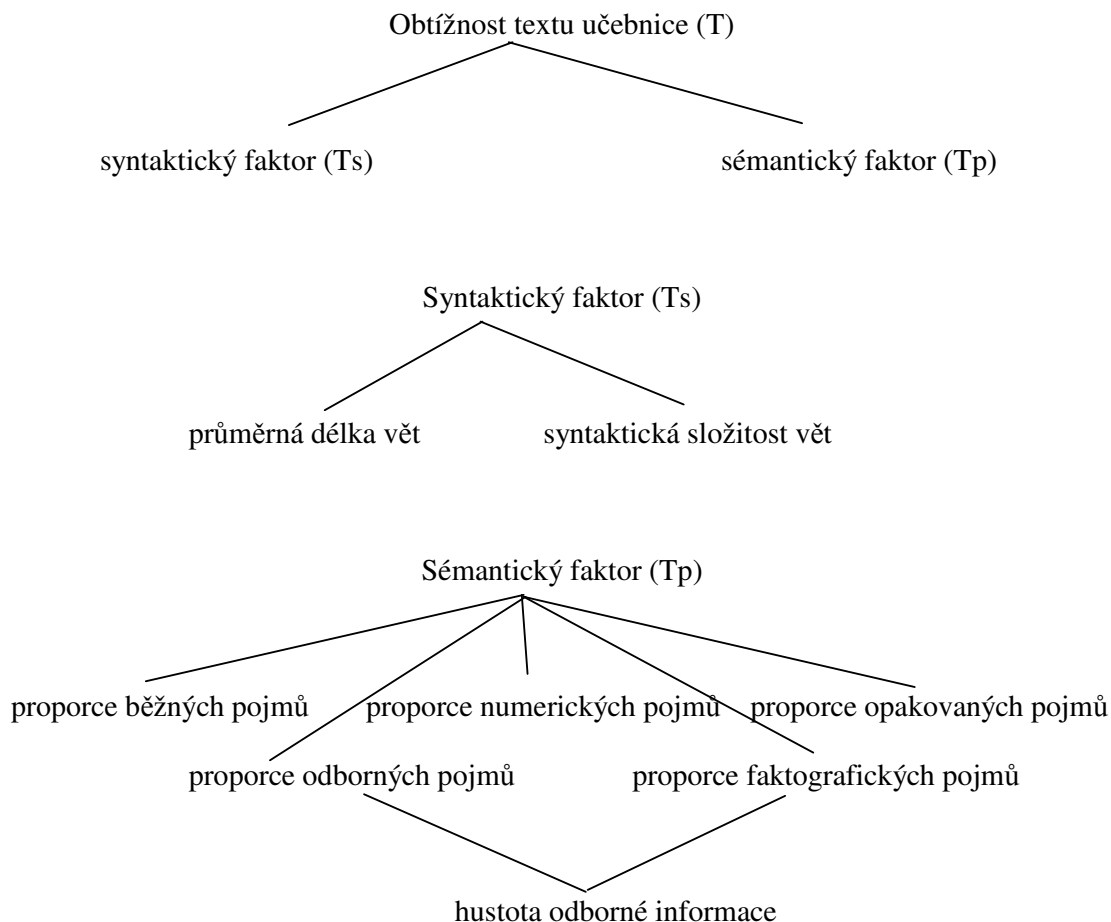 Obtížnost textu učebnice (T)
syntaktický faktor (Ts) sémantický faktor (Tp)
Syntaktický faktor (Ts)
průměrná délka vět syntaktická složitost vět
Sémantický faktor (Tp)
proporce běžných pojmů proporce numerických pojmů proporce opakovaných pojmů
proporce odborných pojmů proporce faktografických pojmů
hustota odborné informace